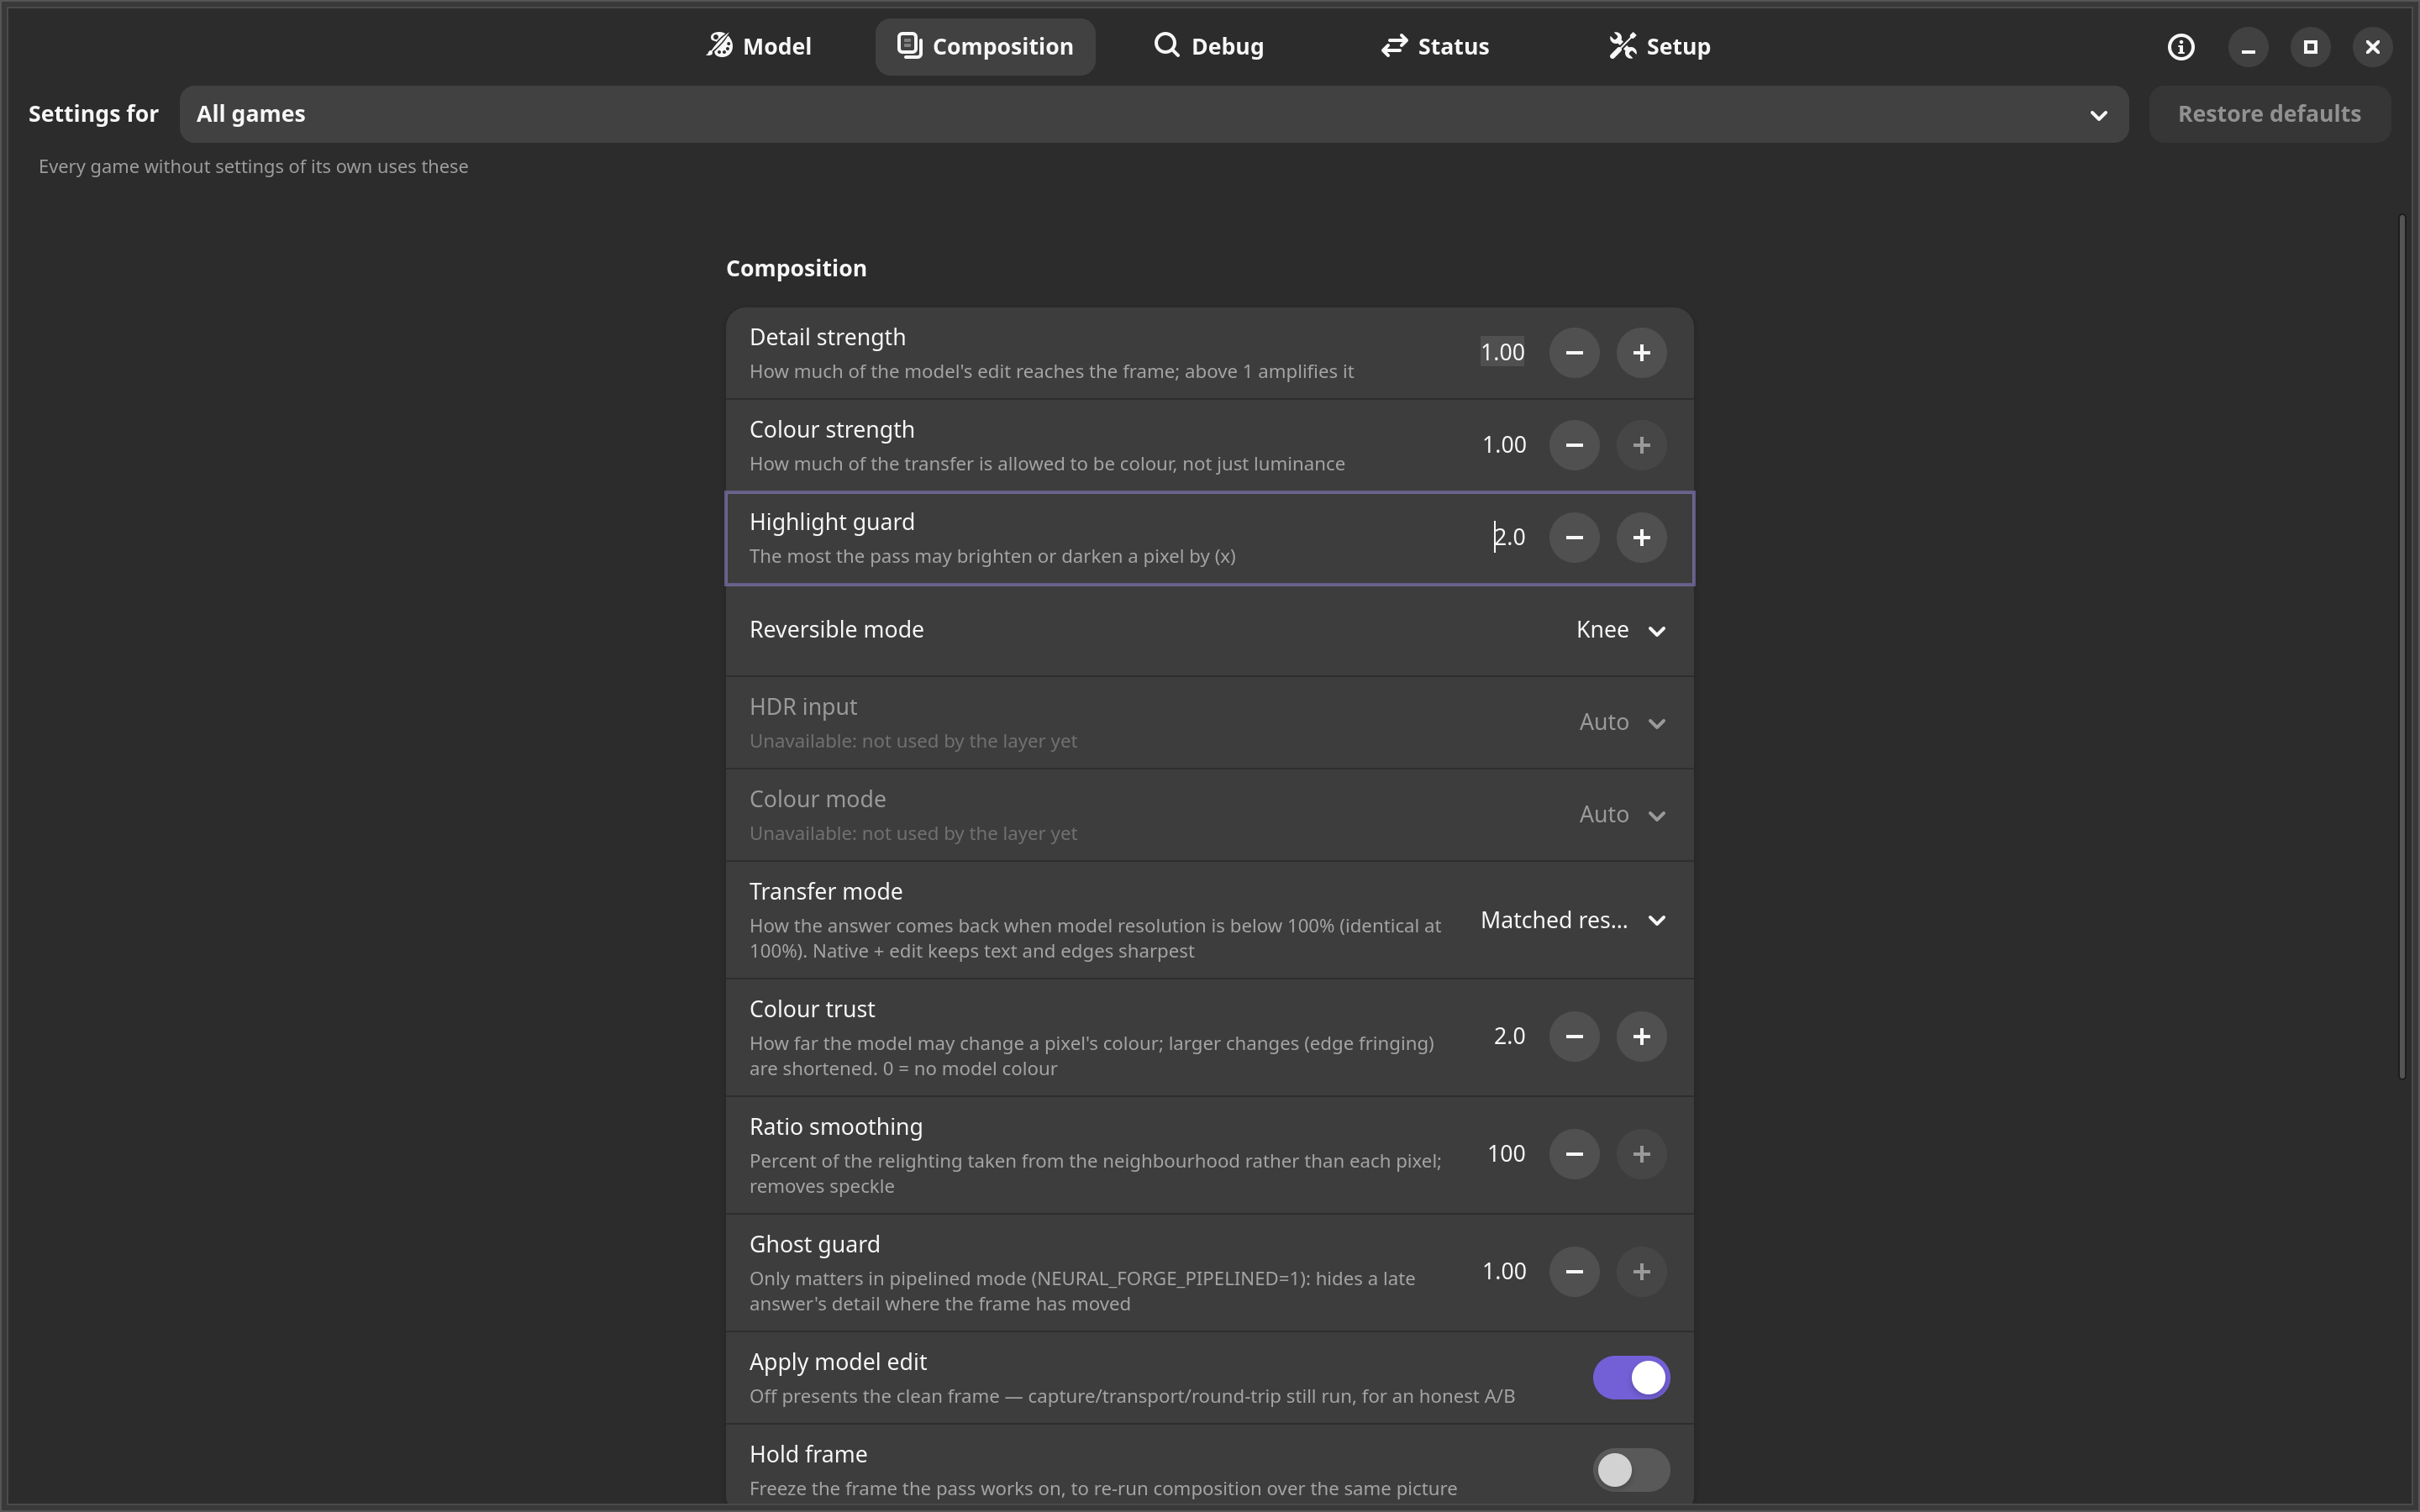 Model
Composition
Debug
Status
Setup
Settings for
All games
Restore defaults
Every game without settings of its own uses these
Composition
Detail strength
How much of the model's edit reaches the frame; above 1 amplifies it
1.00
Colour strength
How much of the transfer is allowed to be colour, not just luminance
1.00
Highlight guard
The most the pass may brighten or darken a pixel by (x)
2.0
Reversible mode
Knee
HDR input
Unavailable: not used by the layer yet
Auto
Colour mode
Unavailable: not used by the layer yet
Auto
Transfer mode
How the answer comes back when model resolution is below 100% (identical at
100%). Native + edit keeps text and edges sharpest
Matched res...
Colour trust
How far the model may change a pixel's colour; larger changes (edge fringing)
are shortened. 0 = no model colour
2.0
Ratio smoothing
Percent of the relighting taken from the neighbourhood rather than each pixel;
removes speckle
100
Ghost guard
Only matters in pipelined mode (NEURAL_FORGE_PIPELINED=1): hides a late
answer's detail where the frame has moved
1.00
Apply model edit
Off presents the clean frame — capture/transport/round-trip still run, for an honest A/B
Hold frame
Freeze the frame the pass works on, to re-run composition over the same picture